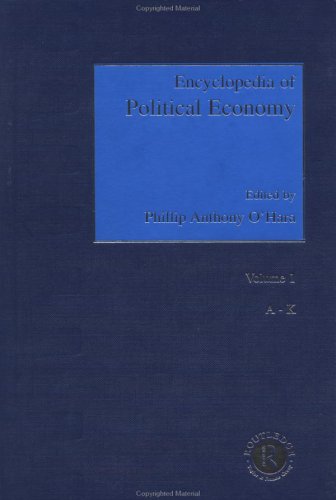 Encyclopedia of
Political Economy
Edited by
Phillip Anthony O'Hara
Volume I
A - K
ROUTLEDGE
R